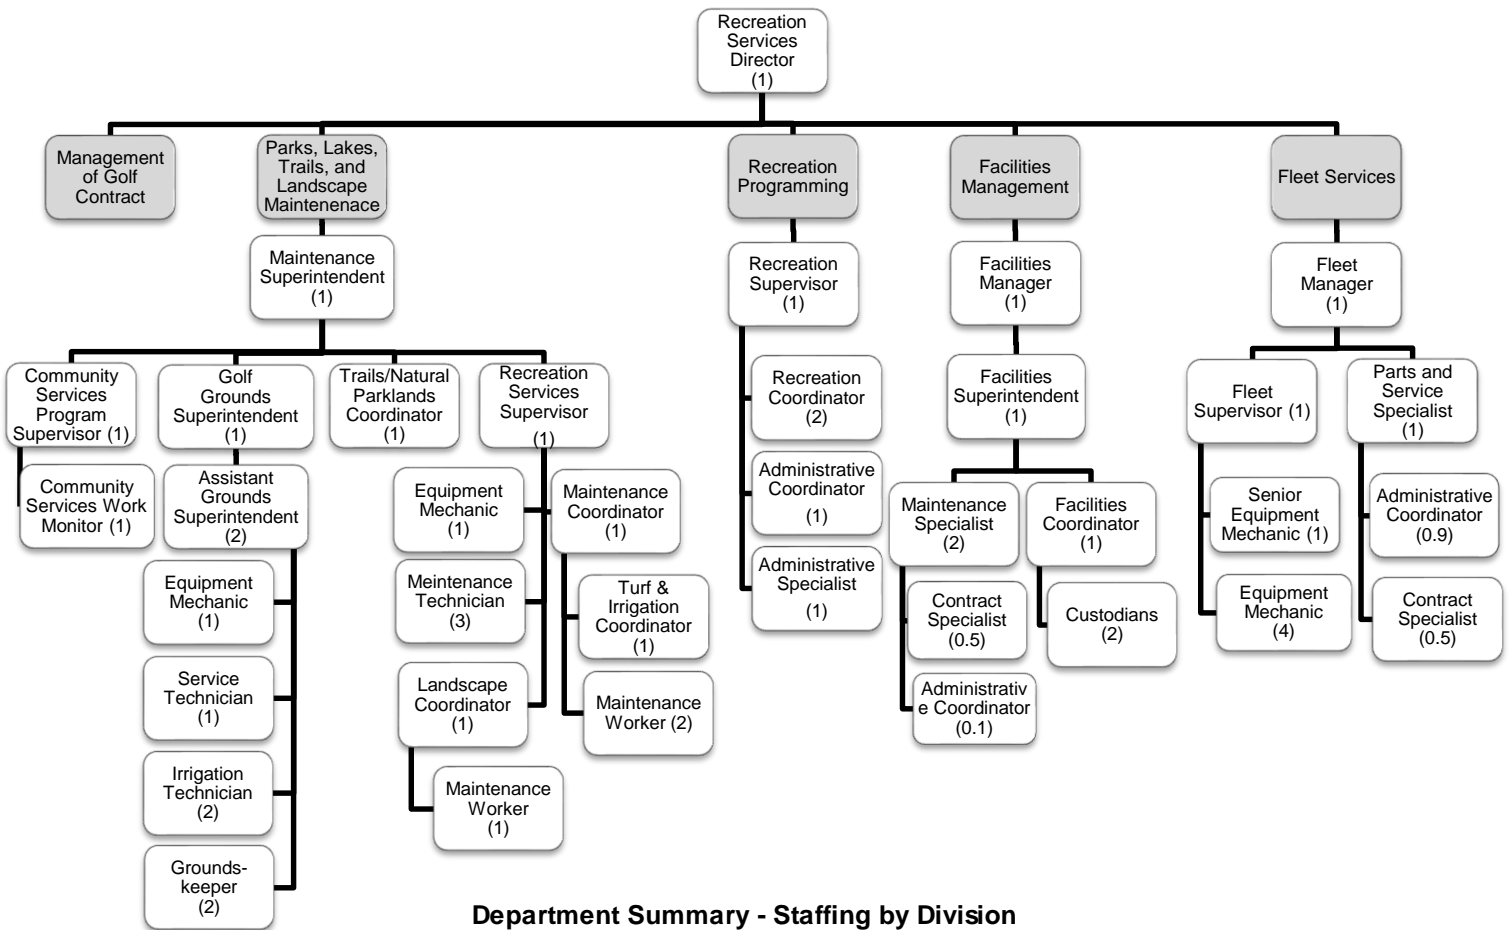 Recreation
Services
Director
(1)
Management
of Golf
Contract
Parks, Lakes,
Trails, and
Landscape
Maintenenace
Recreation
Programming
Facilities
Management
Fleet Services
Maintenance
Superintendent
(1)
Recreation
Supervisor
(1)
Facilities
Manager
(1)
Fleet
Manager
(1)
Community
Services
Program
Supervisor (1)
Golf
Grounds
Superintendent
(1)
Trails/Natural
Parklands
Coordinator
(1)
Recreation
Services
Supervisor
(1)
Recreation
Coordinator
(2)
Facilities
Superintendent
(1)
Fleet
Supervisor (1)
Parts and
Service
Specialist
(1)
Community
Services Work
Monitor (1)
Assistant
Grounds
Superintendent
(2)
Equipment
Mechanic
(1)
Maintenance
Coordinator
(1)
Administrative
Coordinator
(1)
Maintenance
Specialist
(2)
Facilities
Coordinator
(1)
Senior
Equipment
Mechanic (1)
Administrative
Coordinator
(0.9)
Equipment
Mechanic
(1)
Meintenance
Technician
(3)
Turf &
Irrigation
Coordinator
(1)
Administrative
Specialist
(1)
Contract
Specialist
(0.5)
Custodians
(2)
Equipment
Mechanic
(4)
Contract
Specialist
(0.5)
Service
Technician
(1)
Landscape
Coordinator
(1)
Maintenance
Worker (2)
Administrativ
e Coordinator
(0.1)
Irrigation
Technician
(2)
Maintenance
Worker
(1)
Grounds-
keeper
(2)
Department Summary - Staffing by Division